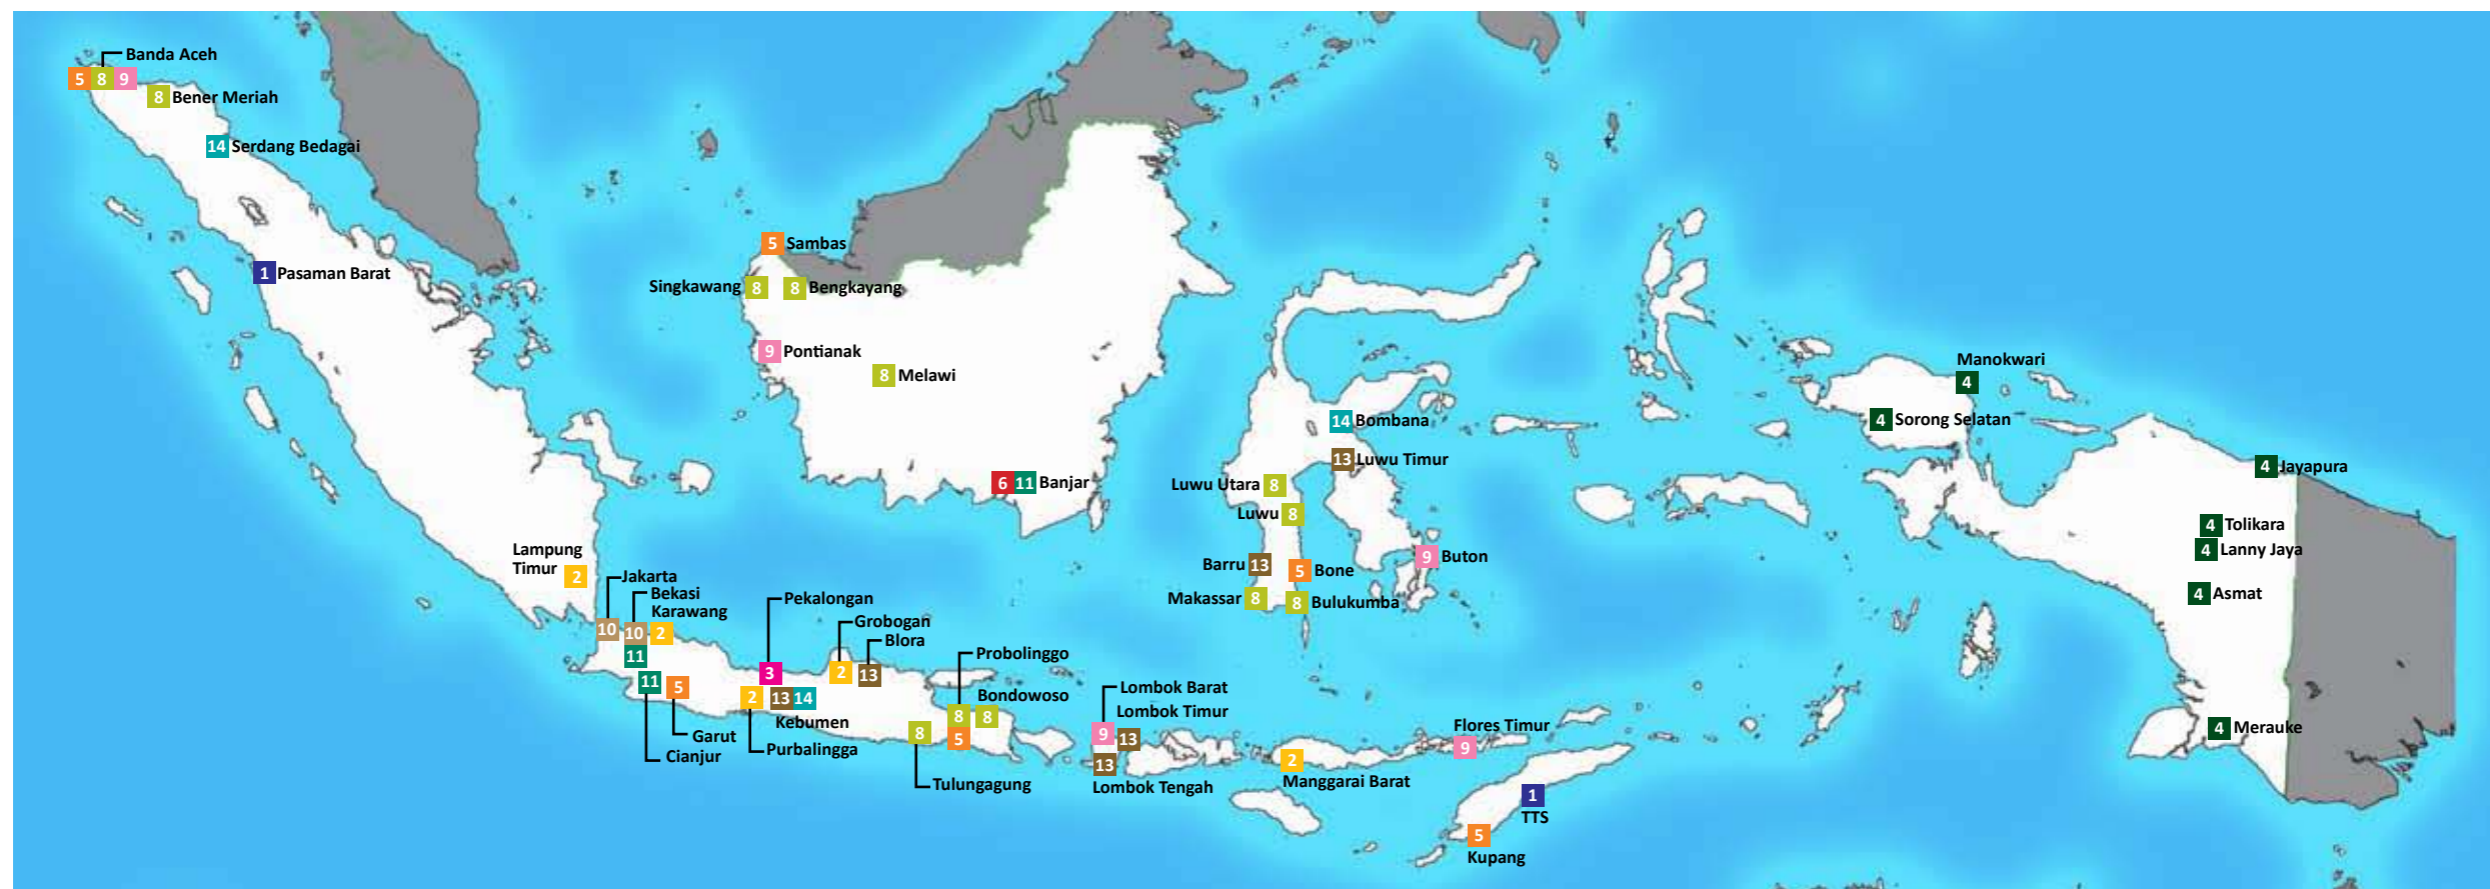 Banda Aceh
5 8 9
8 Bener Meriah
14 Serdang Bedagai
1 Pasaman Barat
Lampung
Timur 2
5 Sambas
Singkawang 8
8 Bengkayang
9 Pontianak
8 Melawi
6 11 Banjar
Jakarta
Bekasi
Karawang
10 10 2
11
11 5
Garut
Cianjur
Pekalongan
3
2 13 14
Kebumen
Purbalingga
Grobogan
Blora
2 13
Probolinggo
Bondowoso
8 8 8
5
Tulungagung
Lombok Barat
Lombok Timur
9 13
13
Lombok Tengah
2
Manggarai Barat
Flores Timur
9
1
TTS
5
Kupang
14 Bombana
13 Luwu Timur
Luwu Utara 8
Luwu 8
Barru 13
5 Bone
9 Buton
Makassar 8
8 Bulukumba
Manokwari
4
4 Sorong Selatan
4 Jayapura
4 Tolikara
4 Lanny Jaya
4 Asmat
4 Merauke